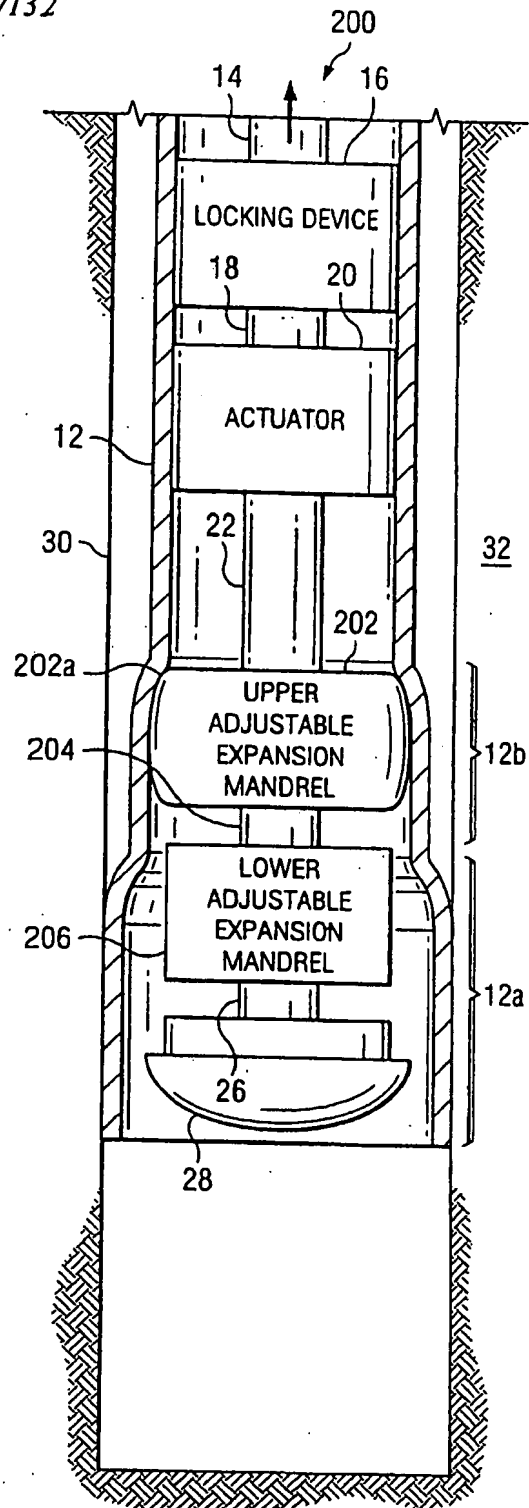 200
14
16
LOCKING DEVICE
18
20
ACTUATOR
12
22
30
32
202a
202
UPPER
ADJUSTABLE
EXPANSION
MANDREL
12b
204
LOWER
ADJUSTABLE
EXPANSION
MANDREL
206
12a
26
28